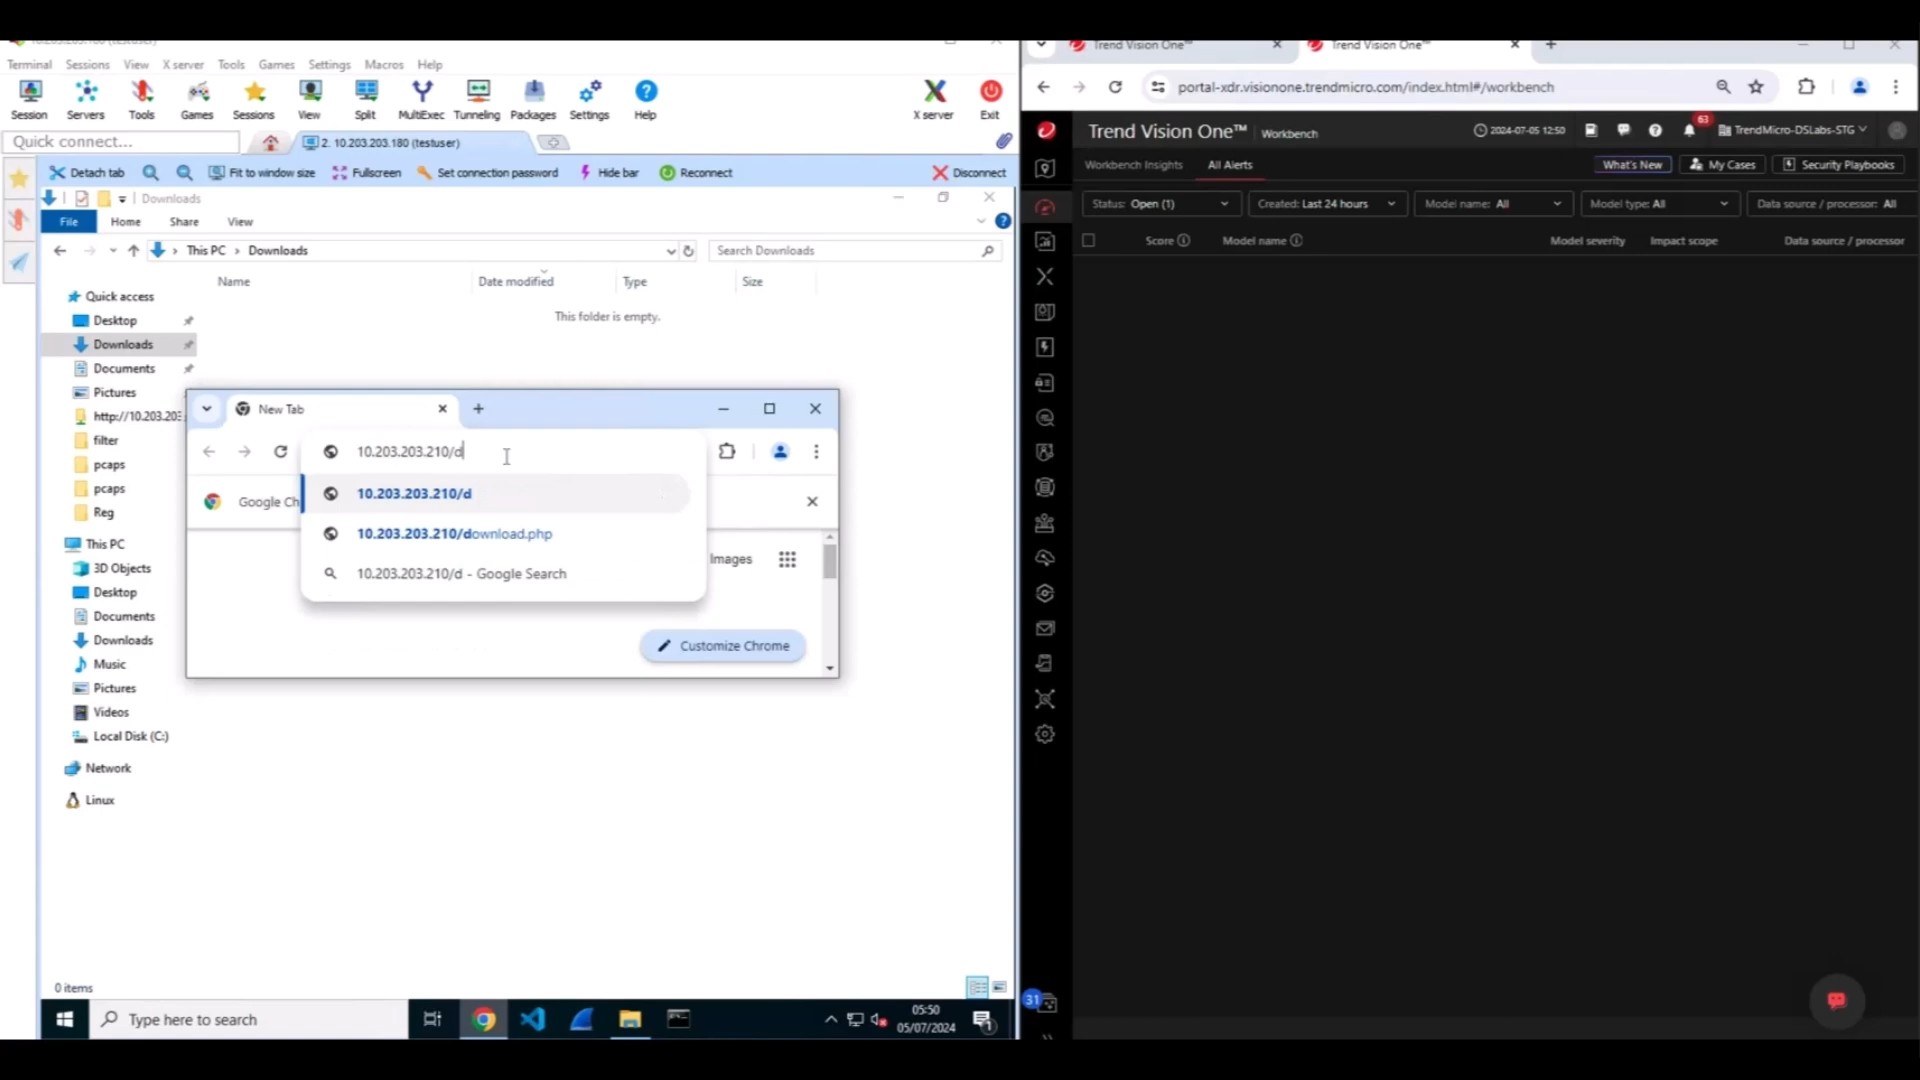 Terminal Sessions View X server Tools Games Settings Macros Help
Session Servers Tools Games Sessions View Split MultiExec Tunneling Packages Settings Help X server Exit
Quick connect...
2. 10.203.203.180 (testuser)
Detach tab Fit to window size Fullscreen Set connection password Hide bar Reconnect Disconnect
Downloads
File Home Share View
This PC > Downloads
Search Downloads
Name Date modified Type Size
This folder is empty.
Quick access
Desktop
Downloads
Documents
Pictures
http://10.203.203
filter
pcaps
pcaps
Reg
This PC
3D Objects
Desktop
Documents
Downloads
Music
Pictures
Videos
Local Disk (C:)
Network
Linux
0 items
New Tab
10.203.203.210/d
Google Ch
10.203.203.210/d
10.203.203.210/download.php
10.203.203.210/d - Google Search
Images
Customize Chrome
Type here to search
05:50
05/07/2024
1
Trend Vision One™
Trend Vision One™
portal-xdr.visionone.trendmicro.com/index.html#/workbench
Trend Vision One™ Workbench
2024-07-05 12:50
63
TrendMicro-DSLabs-STG
Workbench Insights All Alerts
What's New My Cases Security Playbooks
Status: Open (1) Created: Last 24 hours Model name: All Model type: All Data source / processor: All
Score Model name Model severity Impact scope Data source / processor
31